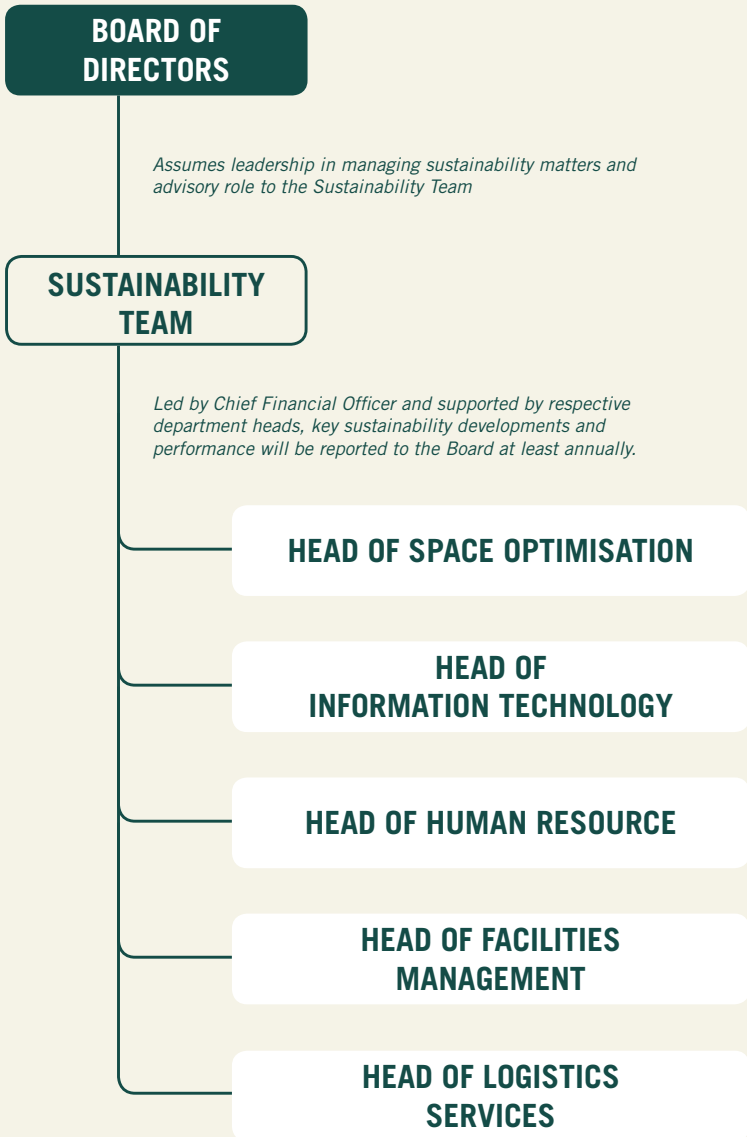 BOARD OF
DIRECTORS
Assumes leadership in managing sustainability matters and
advisory role to the Sustainability Team
SUSTAINABILITY
TEAM
Led by Chief Financial Officer and supported by respective
department heads, key sustainability developments and
performance will be reported to the Board at least annually.
HEAD OF SPACE OPTIMISATION
HEAD OF
INFORMATION TECHNOLOGY
HEAD OF HUMAN RESOURCE
HEAD OF FACILITIES
MANAGEMENT
HEAD OF LOGISTICS
SERVICES